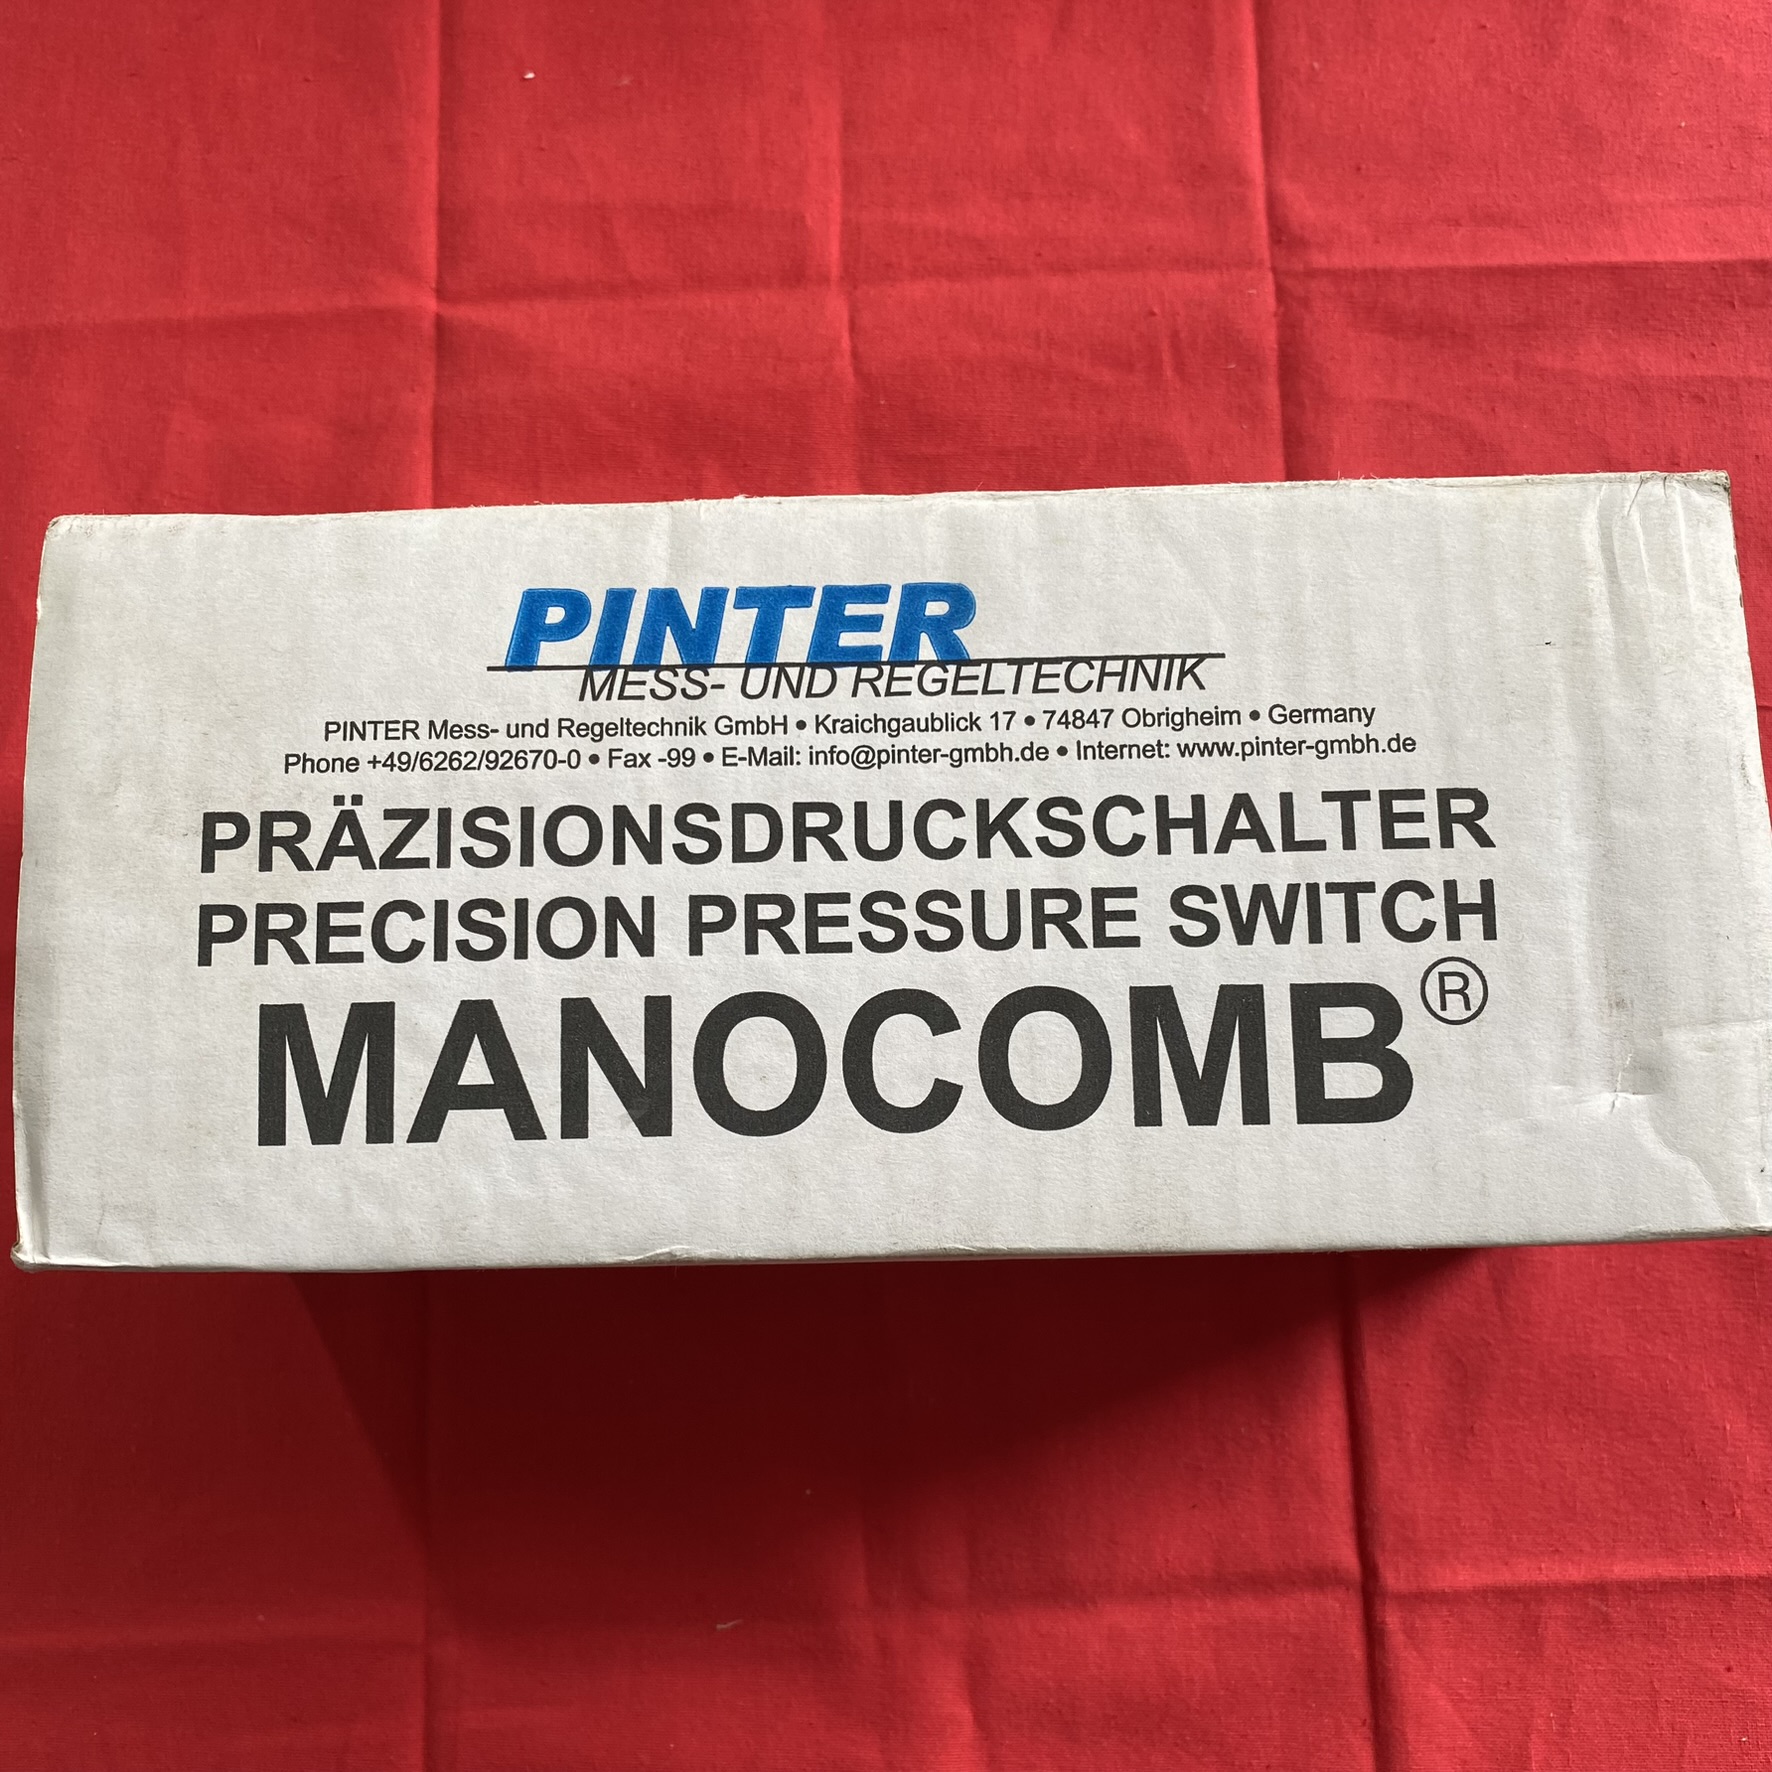 PINTER
MESS- UND REGELTECHNIK
PINTER Mess- und Regeltechnik GmbH • Kraichgaublick 17 • 74847 Obrigheim • Germany
Phone +49/6262/92670-0 • Fax -99 • E-Mail: info@pinter-gmbh.de • Internet: www.pinter-gmbh.de
PRÄZISIONSDRUCKSCHALTER
PRECISION PRESSURE SWITCH
MANOCOMB®